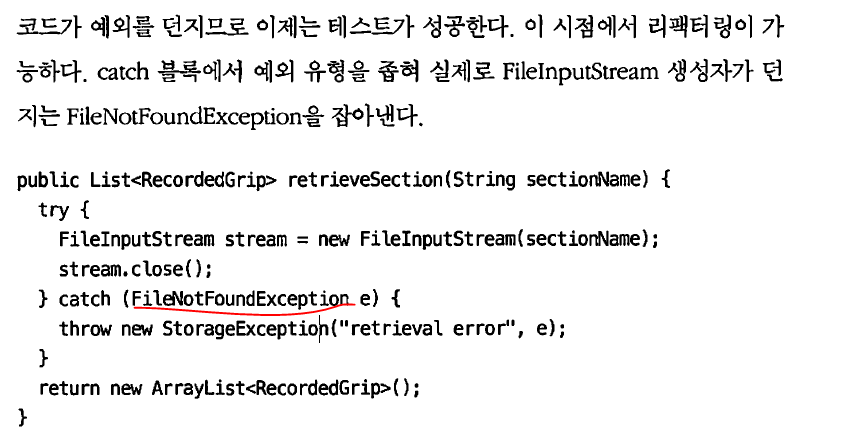 코드가 예외를 던지므로 이제는 테스트가 성공한다. 이 시점에서 리팩터링이 가
능하다. catch 블록에서 예외 유형을 좁혀 실제로 FileInputStream 생성자가 던
지는 FileNotFoundException을 잡아낸다.
public List<RecordedGrip> retrieveSection(String sectionName) {
  try {
    FileInputStream stream = new FileInputStream(sectionName);
    stream.close();
  } catch (FileNotFoundException e) {
    throw new StorageException("retrieval error", e);
  }
  return new ArrayList<RecordedGrip>();
}